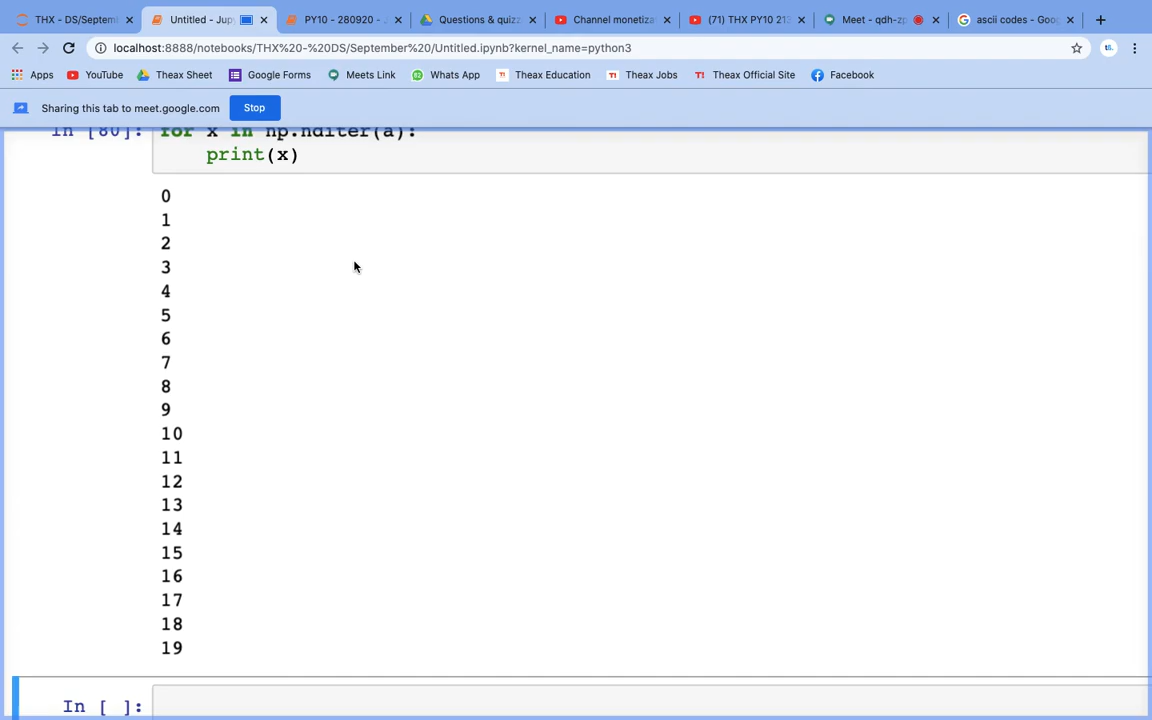 THX - DS/Septem
Untitled - Jup
PY10 - 280920 -
Questions & quizz
Channel monetiza
(71) THX PY10 213
Meet - qdh-zp
ascii codes - Goo
localhost:8888/notebooks/THX%20-%20DS/September%20/Untitled.ipynb?kernel_name=python3
Apps
YouTube
Theax Sheet
Google Forms
Meets Link
Whats App
Theax Education
Theax Jobs
Theax Official Site
Facebook
Sharing this tab to meet.google.com
Stop
In [80]: for x in np.nditer(a):
print(x)
0
1
2
3
4
5
6
7
8
9
10
11
12
13
14
15
16
17
18
19
In [ ]: